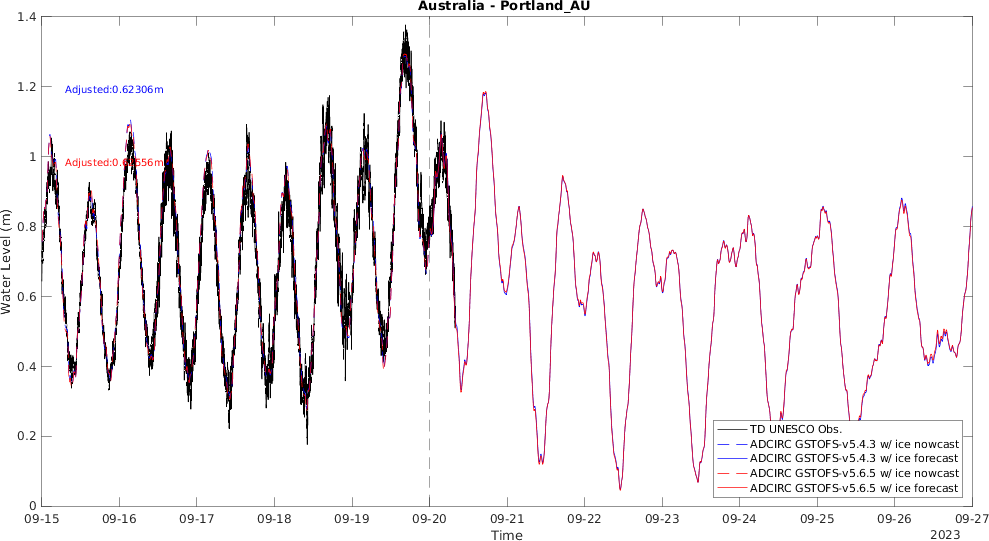 Australia - Portland_AU
Water Level (m)
1.4
1.2
1
0.8
0.6
0.4
0.2
0
Adjusted:0.62306m
TD UNESCO Obs.
ADCIRC GSTOFS-v5.4.3 w/ ice nowcast
ADCIRC GSTOFS-v5.4.3 w/ ice forecast
ADCIRC GSTOFS-v5.6.5 w/ ice nowcast
ADCIRC GSTOFS-v5.6.5 w/ ice forecast
09-15 09-16 09-17 09-18 09-19 09-20 09-21 09-22 09-23 09-24 09-25 09-26 09-27
Time
2023